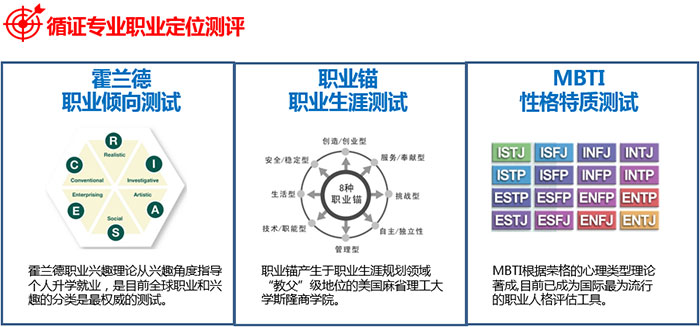 循证专业职业定位测评
霍兰德
职业倾向测试
R
Realistic
C
I
Conventional
Investigative
Enterprising
Artistic
E
A
Social
S
霍兰德职业兴趣理论从兴趣角度指导
个人升学就业，是目前全球职业和兴
趣的分类是最权威的测试。
职业锚
职业生涯测试
创造/创业型
安全/稳定型
服务/奉献型
生活型
8种
职业锚
挑战型
技术/职能型
自主/独立性
管理型
职业锚产生于职业生涯规划领域
“教父”级地位的美国麻省理工大
学斯隆商学院。
MBTI
性格特质测试
ISTJ ISFJ INFJ INTJ
ISTP ISFP INFP INTP
ESTP ESFP ENFP ENTP
ESTJ ESFJ ENFJ ENTJ
MBTI根据荣格的心理类型理论
著成,目前已成为国际最为流行
的职业人格评估工具。